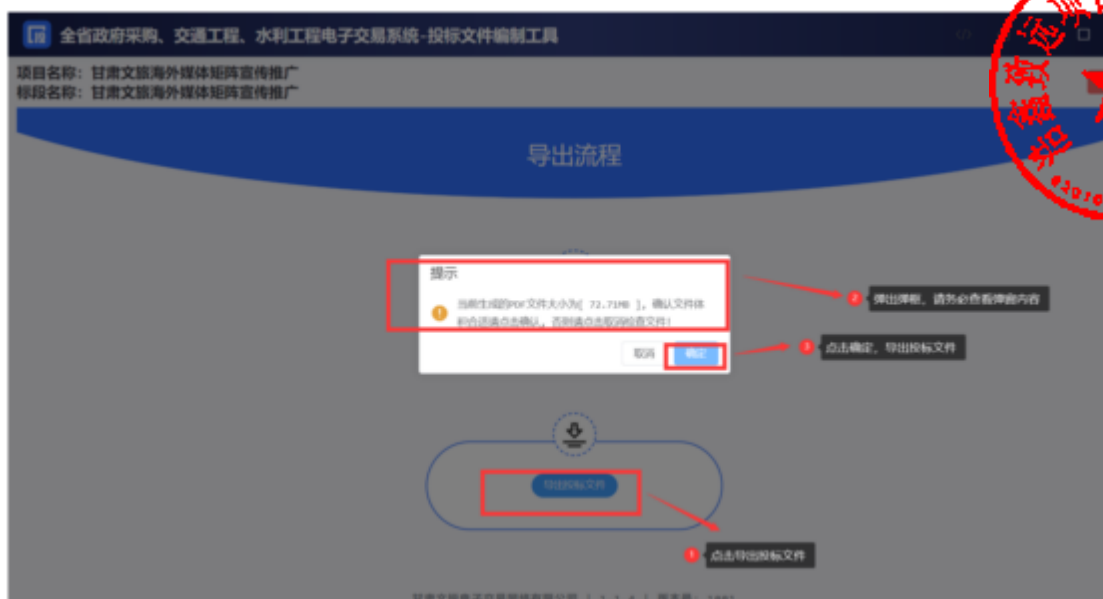 全省政府采购、交通工程、水利工程电子交易系统-投标文件编制工具
项目名称：甘肃文旅海外媒体矩阵宣传推广
标段名称：甘肃文旅海外媒体矩阵宣传推广
导出流程
提示
当前生成的PDF文件大小为[ 72.71MB ]，确认文件体
积合适请点击确认，否则请点击取消检查文件！
取消 确定
2 弹出弹框，请务必查看弹窗内容
3 点击确定，导出投标文件
导出投标文件
1 点击导出投标文件